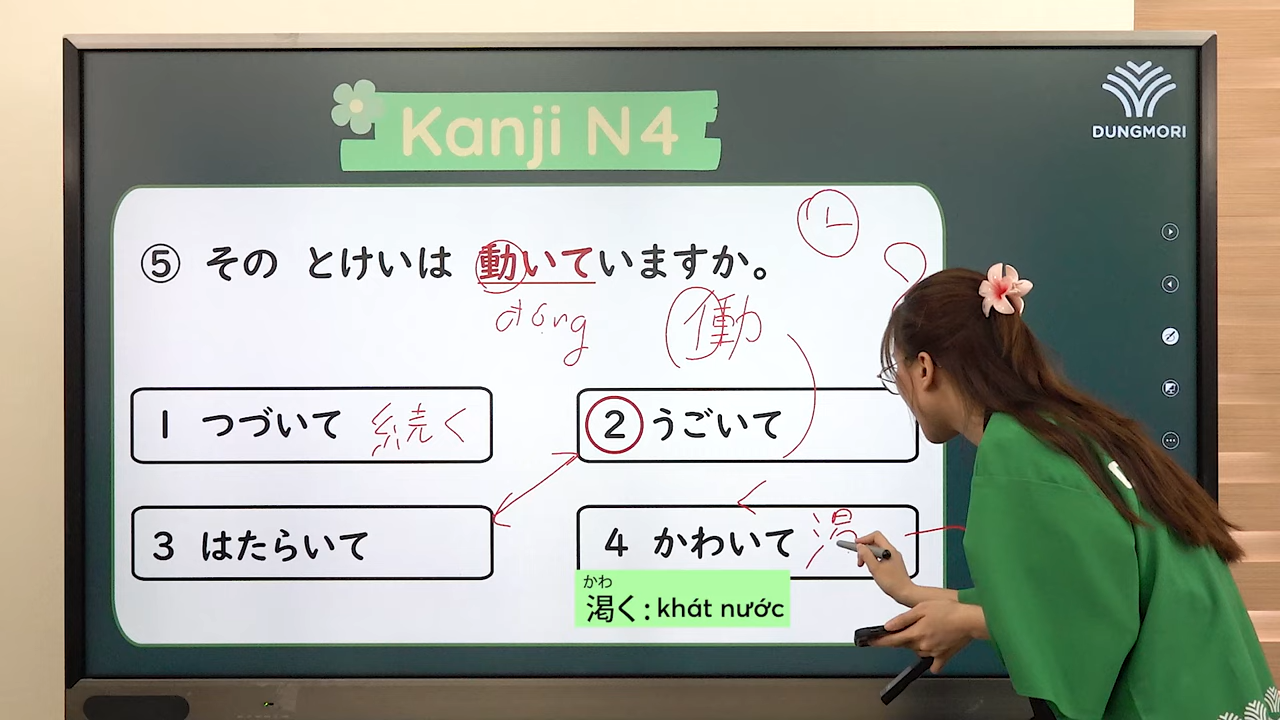 Kanji N4
DUNGMORI
⑤ その とけいは 動いていますか。
động
働
1 つづいて 続く
② うごいて
3 はたらいて
4 かわいて
かわ
渇く : khát nước